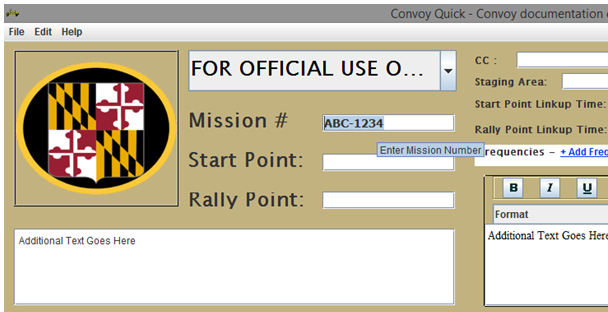 Convoy Quick - Convoy documentation
File Edit Help
FOR OFFICIAL USE O...
Mission #
ABC-1234
Enter Mission Number
Start Point:
Rally Point:
Additional Text Goes Here
CC :
Staging Area:
Start Point Linkup Time:
Rally Point Linkup Time:
requencies - + Add Freq
B I U
Format
Additional Text Goes Here